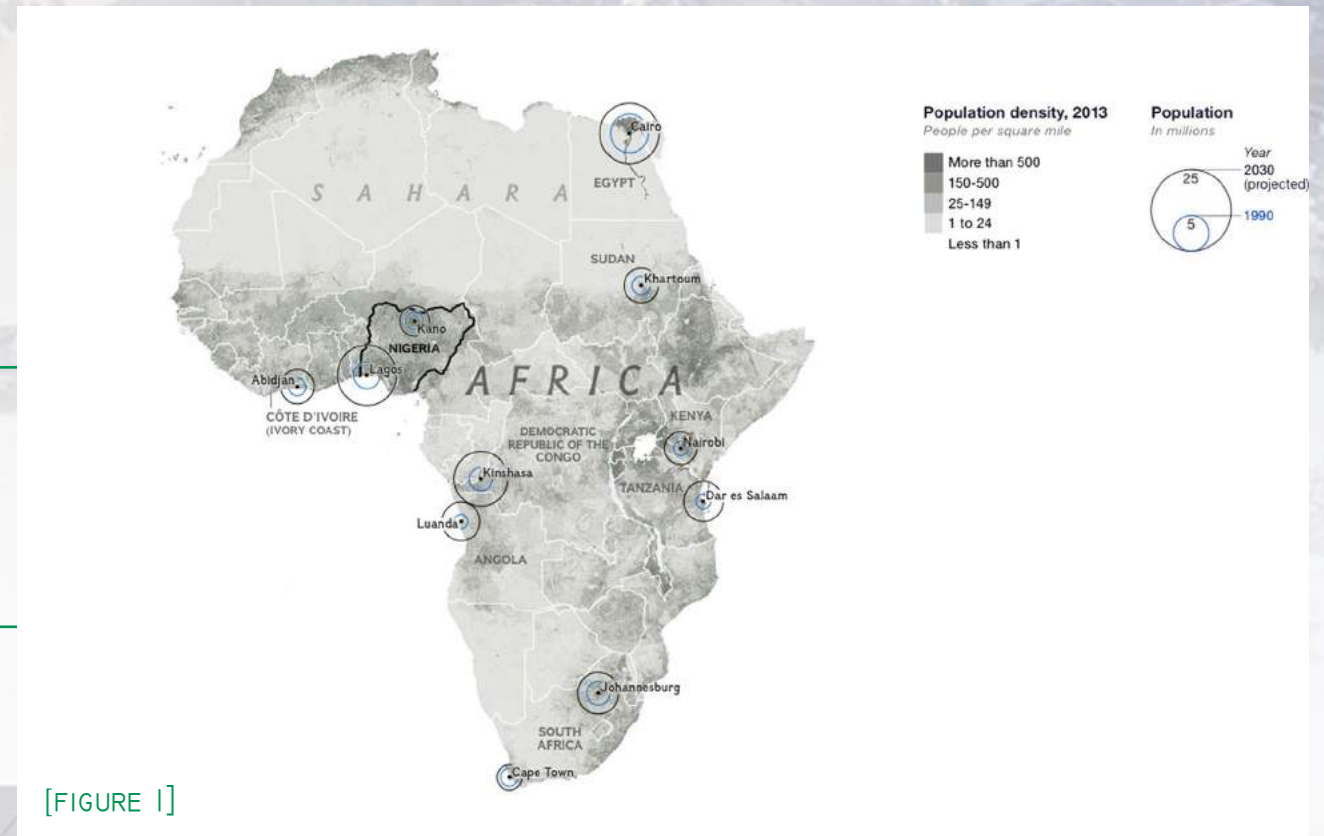 Population density, 2013
People per square mile
More than 500
150-500
25-149
1 to 24
Less than 1
Population
In millions
Year
2030
(projected)
25
1990
5
Cairo
EGYPT
SAHARA
SUDAN
Khartoum
Kano
NIGERIA
Lagos
Abidjan
CÔTE D'IVOIRE
(IVORY COAST)
AFRICA
KENYA
Nairobi
DEMOCRATIC
REPUBLIC OF THE
CONGO
Kinshasa
TANZANIA
Dar es Salaam
Luanda
ANGOLA
Johannesburg
SOUTH
AFRICA
Cape Town
[FIGURE 1]